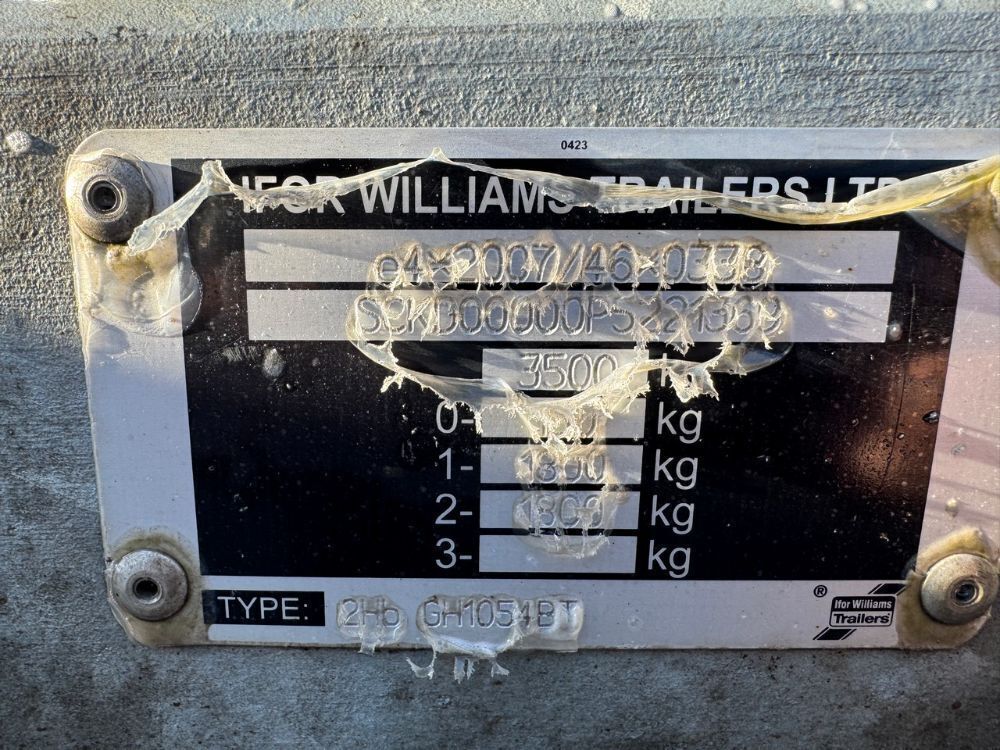 0423
IFOR WILLIAMS TRAILERS LTD
e4*2007/46*0338
SCKD00000P5221369
3500 kg
0- kg
1- 1800 kg
2- 1800 kg
3- kg
TYPE: 2Hb GH1054BT
®
Ifor Williams
Trailers